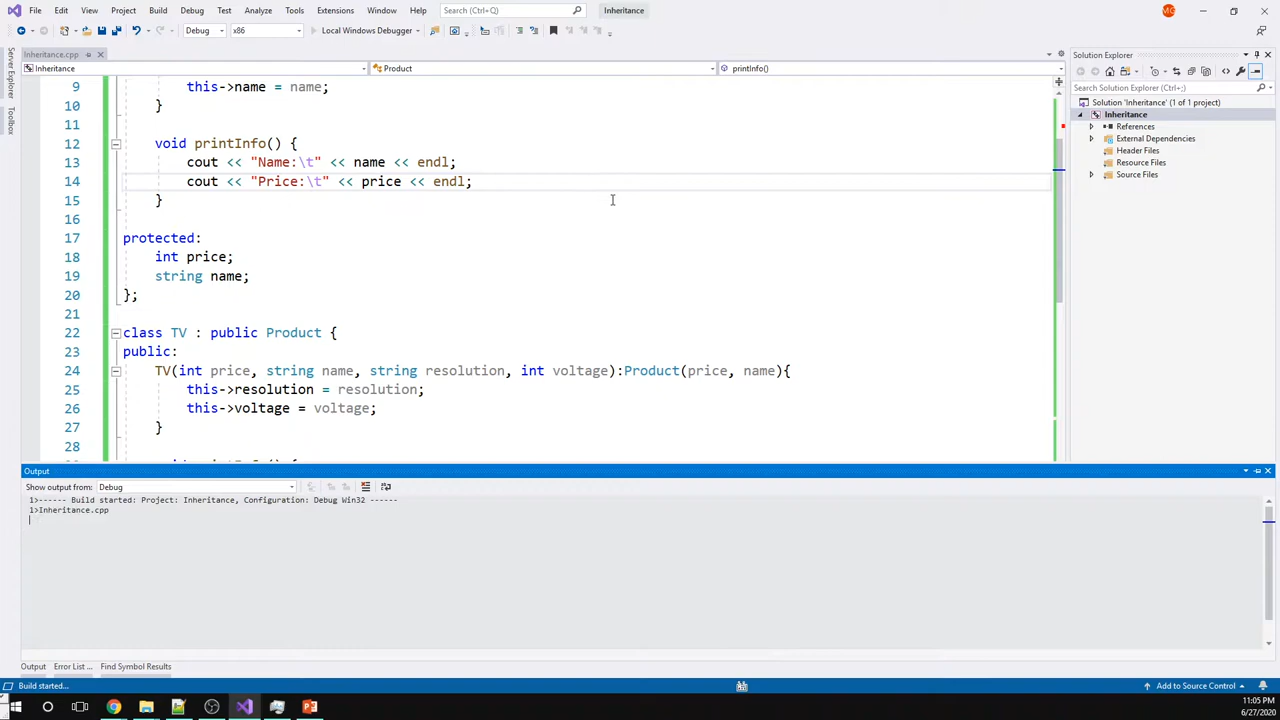 File Edit View Project Build Debug Test Analyze Tools Extensions Window Help Search (Ctrl+Q) Inheritance MG
Debug x86 Local Windows Debugger
Inheritance.cpp Solution Explorer
Inheritance Product printInfo()
Server Explorer
Toolbox
Search Solution Explorer (Ctrl+;)
Solution 'Inheritance' (1 of 1 project)
Inheritance
References
External Dependencies
Header Files
Resource Files
Source Files
9 this->name = name;
10 }
11
12 void printInfo() {
13 cout << "Name:\t" << name << endl;
14 cout << "Price:\t" << price << endl;
15 }
16
17 protected:
18 int price;
19 string name;
20 };
21
22 class TV : public Product {
23 public:
24 TV(int price, string name, string resolution, int voltage):Product(price, name){
25 this->resolution = resolution;
26 this->voltage = voltage;
27 }
28
Output
Show output from: Debug
1>------ Build started: Project: Inheritance, Configuration: Debug Win32 ------
1>Inheritance.cpp
Output Error List ... Find Symbol Results
Build started... Add to Source Control
11:05 PM
6/27/2020